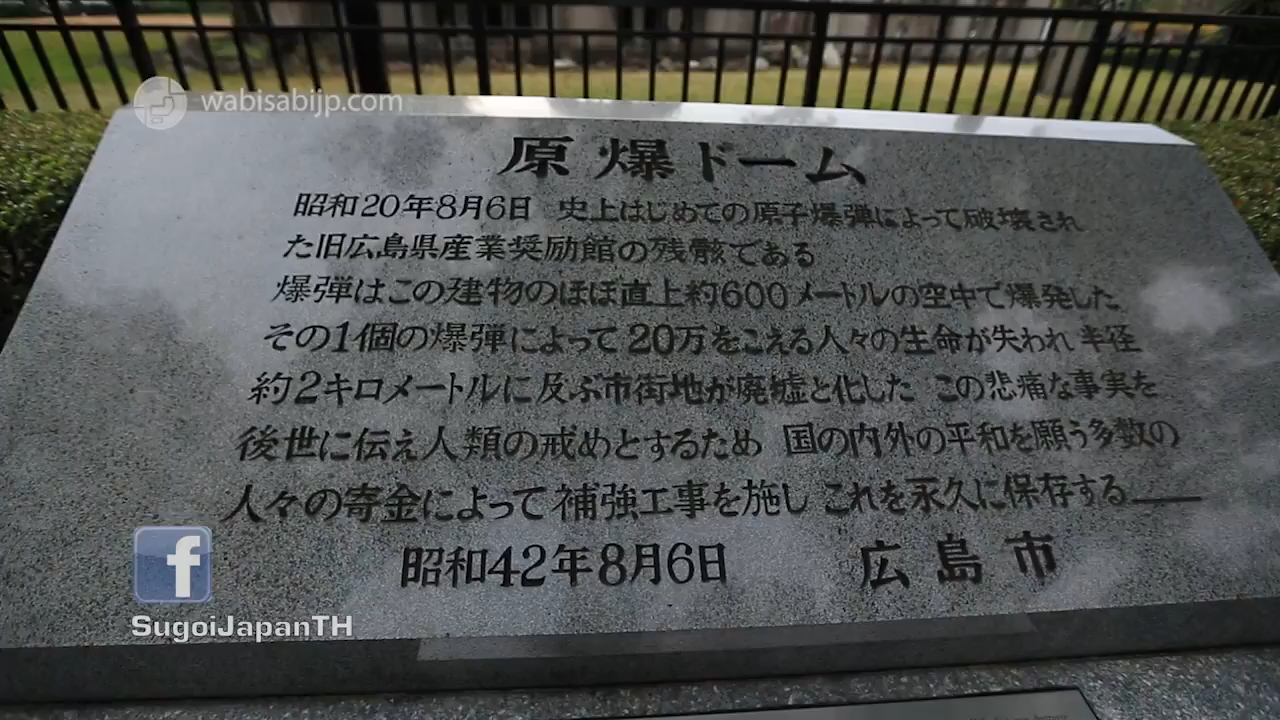 wabisabijp.com
原爆ドーム
昭和20年8月6日 史上はじめての原子爆弾によって破壊され
た旧広島県産業奨励館の残骸である
爆弾はこの建物のほぼ直上約600メートルの空中で爆発した
その1個の爆弾によって20万をこえる人々の生命が失われ 半径
約2キロメートルに及ぶ市街地が廃墟と化した この悲痛な事実を
後世に伝え人類の戒めとするため 国の内外の平和を願う多数の
人々の寄金によって補強工事を施し これを永久に保存する
昭和42年8月6日 広島市
f
SugoiJapanTH